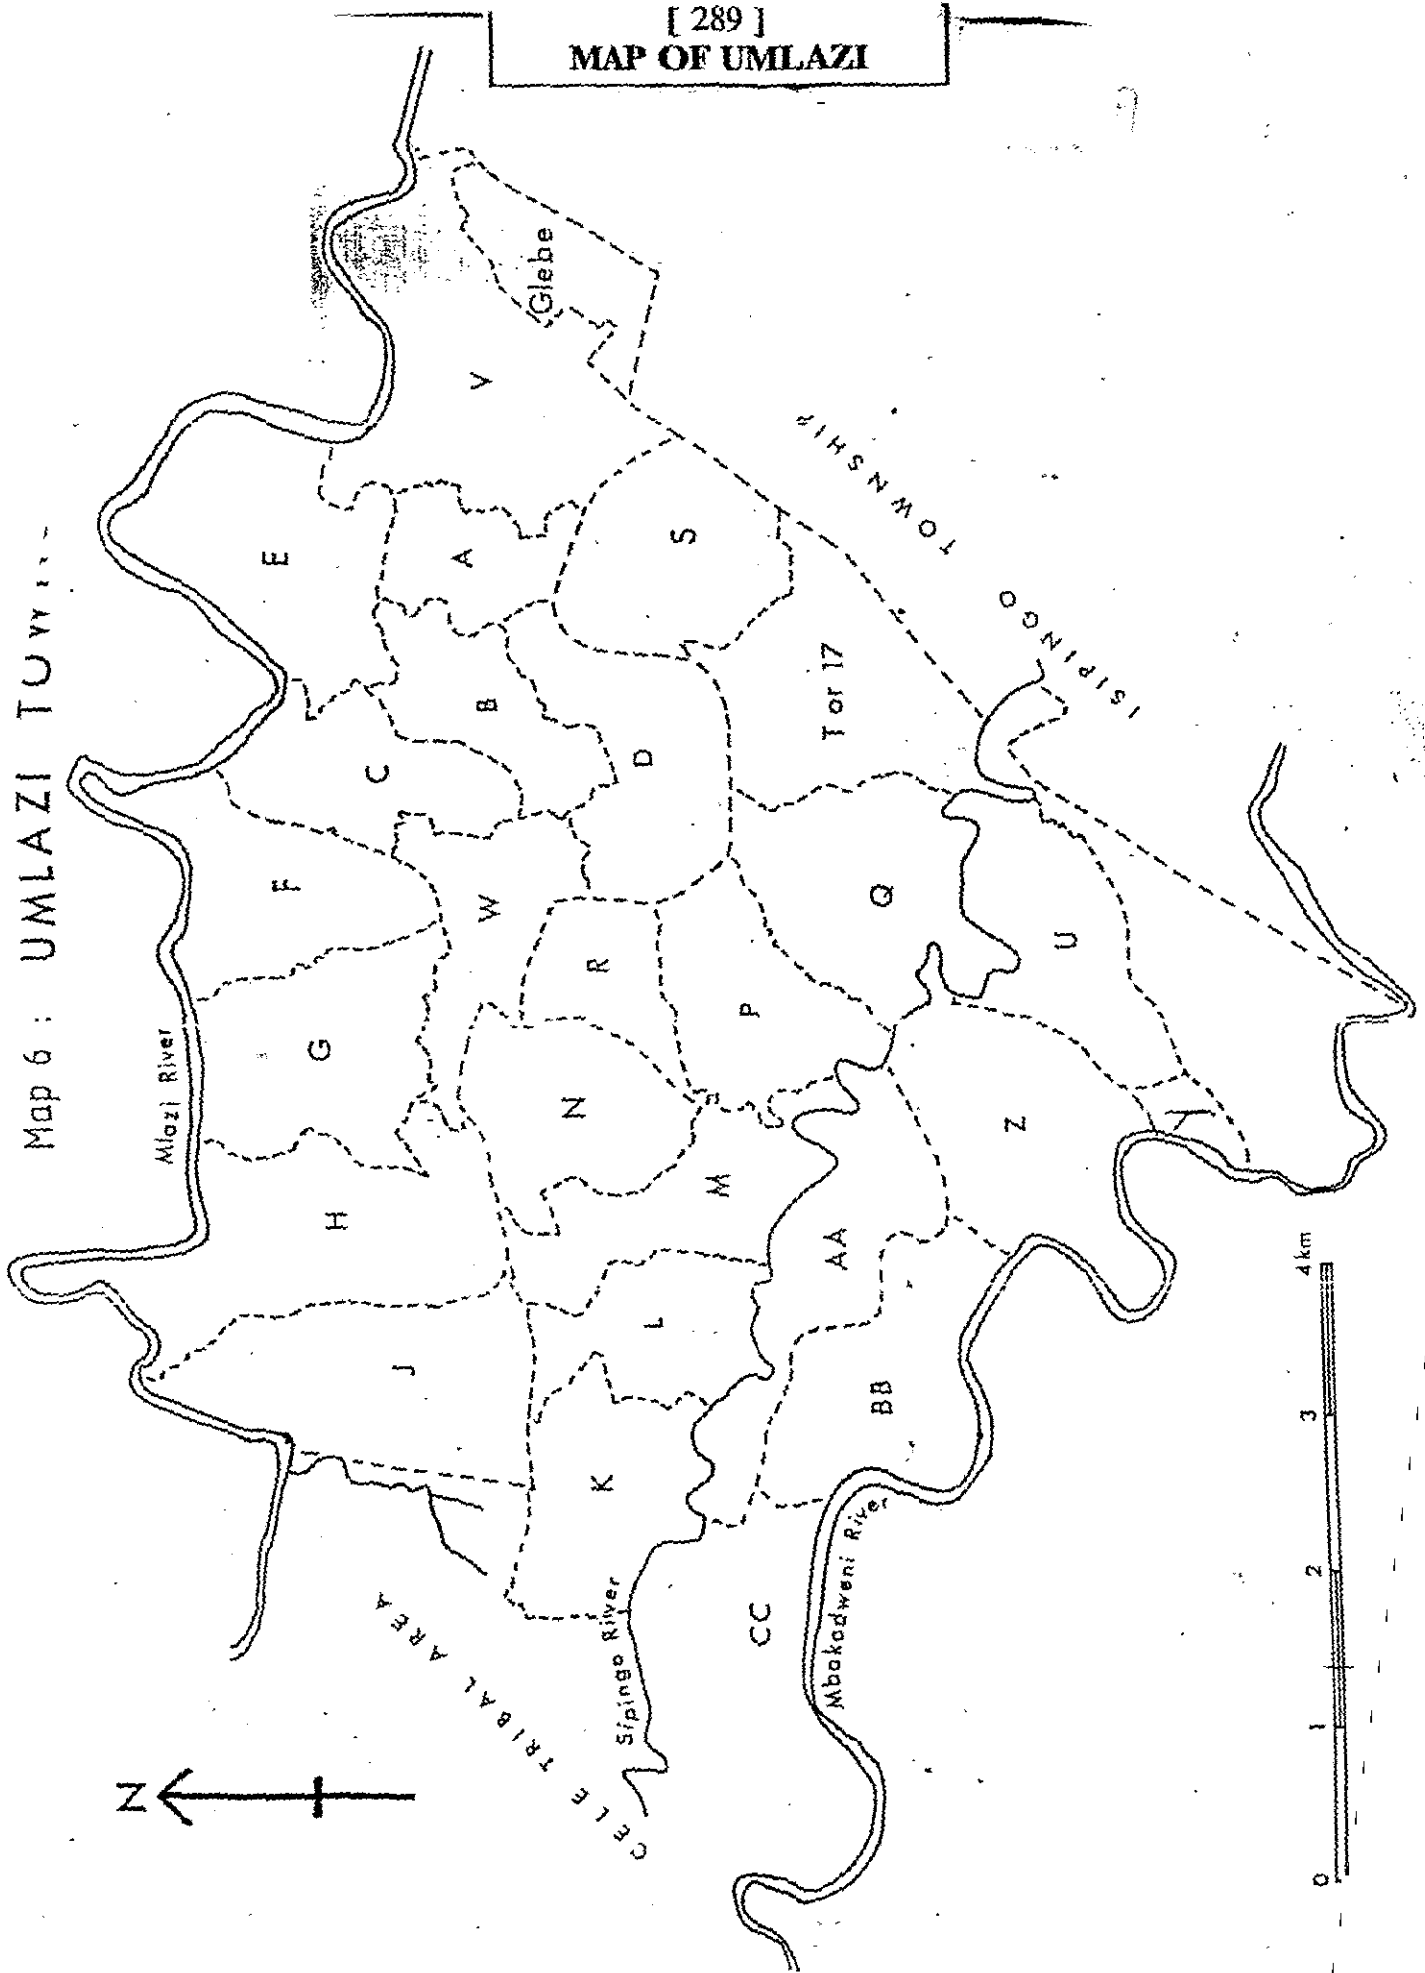 [ 289 ]
MAP OF UMLAZI
Map 6 : UMLAZI
Mlazi River
N
E
V
Glebe
A
C
B
S
F
W
D
T or 17
G
R
Q
H
N
P
U
J
M
Z
Y
L
AA
K
BB
CC
Sipingo River
Mbokodweni River
CELE TRIBAL AREA
ISIPINGO TOWNSHIP
0 1 2 3 4km